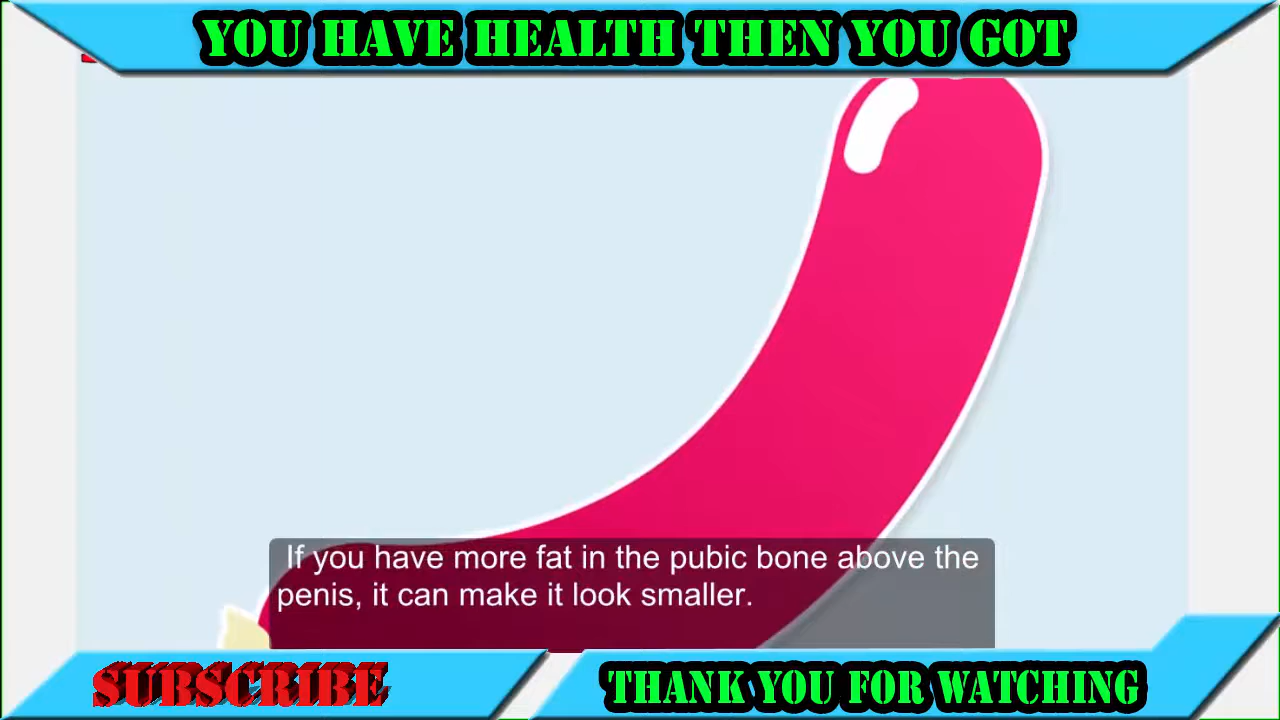 YOU HAVE HEALTH THEN YOU GOT
If you have more fat in the pubic bone above the
penis, it can make it look smaller.
SUBSCRIBE
THANK YOU FOR WATCHING